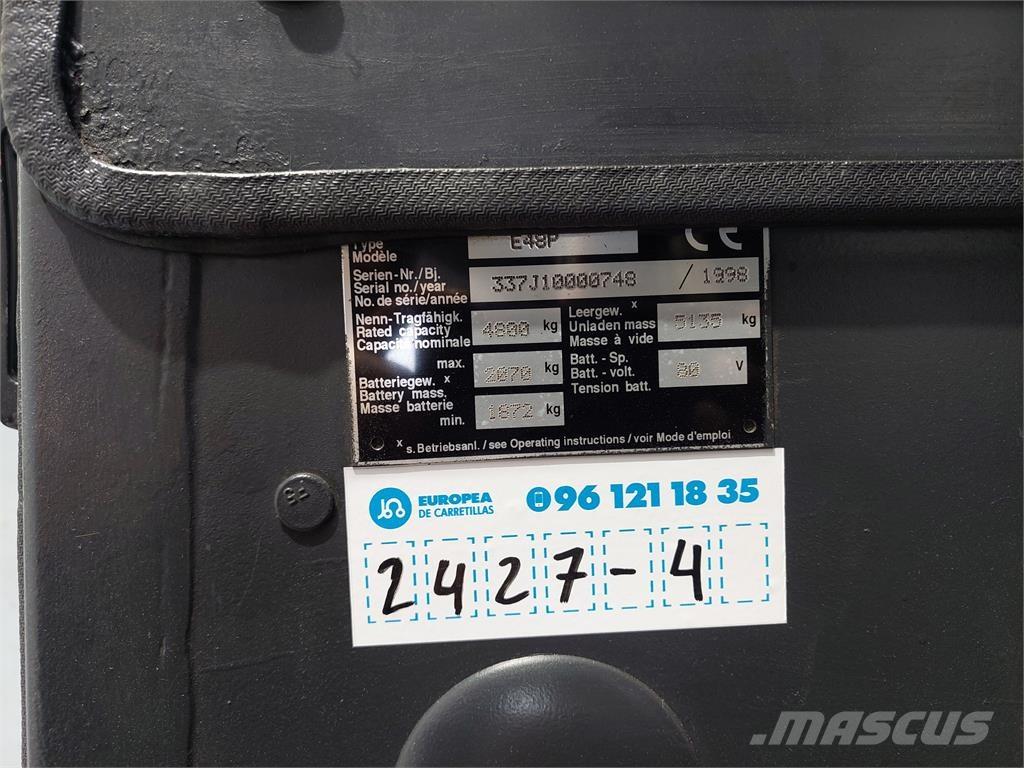 Type E48P CE
Modèle
Serien-Nr./Bj.
Serial no./year 337J10000748 / 1998
No. de série/année
Nenn-Tragfähigk. Leergew. x
Rated capacity 4800 kg Unladen mass 5135 kg
Capacité nominale Masse à vide
max. 2070 kg Batt. - Sp.
Batteriegew. x Batt. - volt. 80 V
Battery mass. Tension batt.
Masse batterie
min. 1872 kg
x s. Betriebsanl. / see Operating instructions / voir Mode d'emploi
EUROPEA 96 121 18 35
DE CARRETILLAS
2427-4
MASCUS